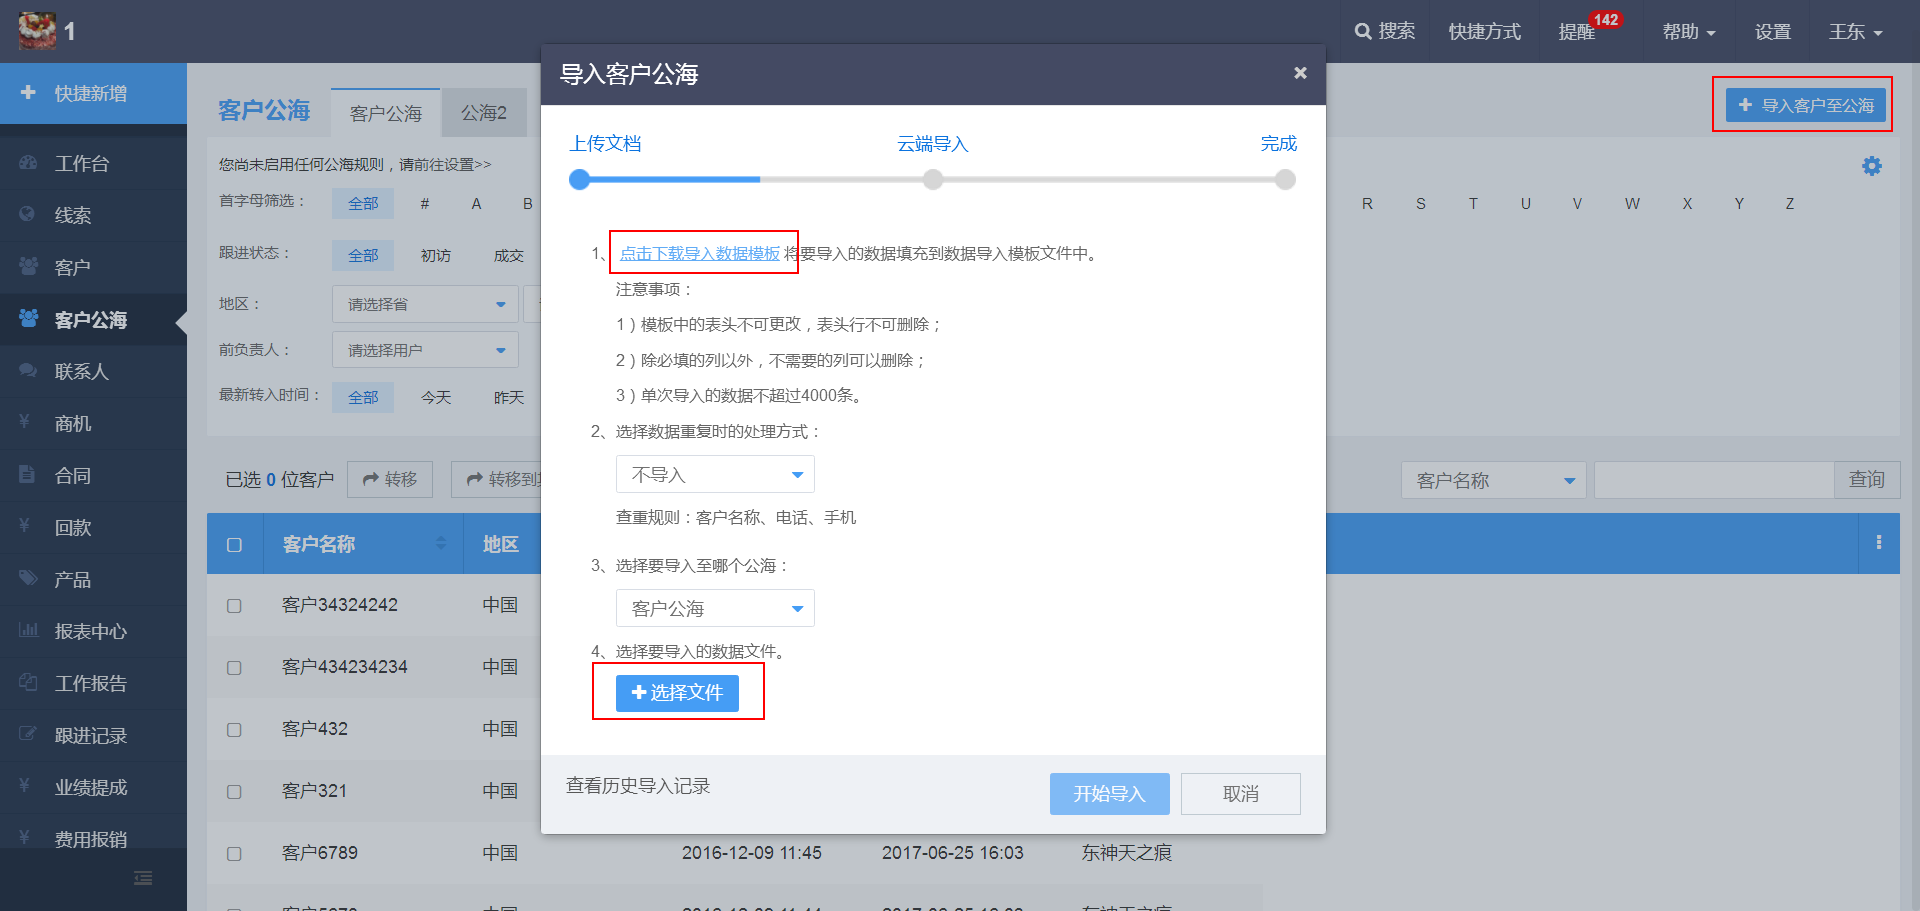 1
搜索
快捷方式
提醒 142
帮助
设置
王东
快捷新增
工作台
线索
客户
客户公海
联系人
商机
合同
回款
产品
报表中心
工作报告
跟进记录
业绩提成
费用报销
客户公海
客户公海
公海2
导入客户至公海
您尚未启用任何公海规则，请前往设置>>
首字母筛选： 全部 # A B R S T U V W X Y Z
跟进状态： 全部 初访 成交
地区： 请选择省
前负责人： 请选择用户
最新转入时间： 全部 今天 昨天
已选 0 位客户 转移 转移到
客户名称 查询
客户名称 地区
客户34324242 中国
客户434234234 中国
客户432 中国
客户321 中国
客户6789 中国 2016-12-09 11:45 2017-06-25 16:03 东神天之痕
导入客户公海
上传文档 云端导入 完成
1、点击下载导入数据模板 将要导入的数据填充到数据导入模板文件中。
注意事项：
1）模板中的表头不可更改，表头行不可删除；
2）除必填的列以外，不需要的列可以删除；
3）单次导入的数据不超过4000条。
2、选择数据重复时的处理方式：
不导入
查重规则：客户名称、电话、手机
3、选择要导入至哪个公海：
客户公海
4、选择要导入的数据文件。
选择文件
查看历史导入记录
开始导入
取消